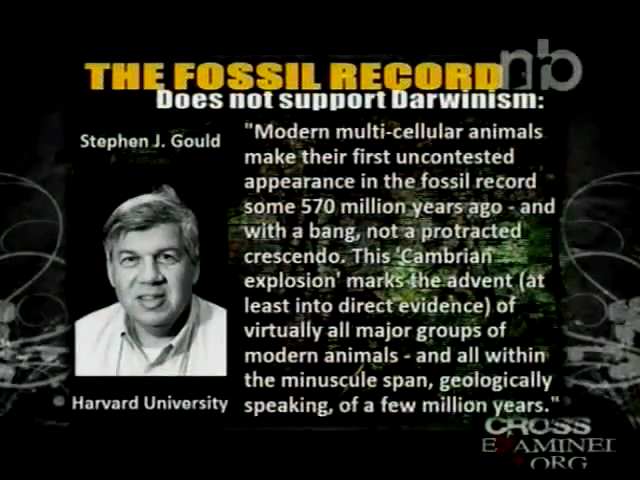 nrb
THE FOSSIL RECORD
Does not support Darwinism:
Stephen J. Gould
"Modern multi-cellular animals
make their first uncontested
appearance in the fossil record
some 570 million years ago - and
with a bang, not a protracted
crescendo. This 'Cambrian
explosion' marks the advent (at
least into direct evidence) of
virtually all major groups of
modern animals - and all within
the minuscule span, geologically
speaking, of a few million years."
Harvard University
CROSS
EXAMINED
.ORG